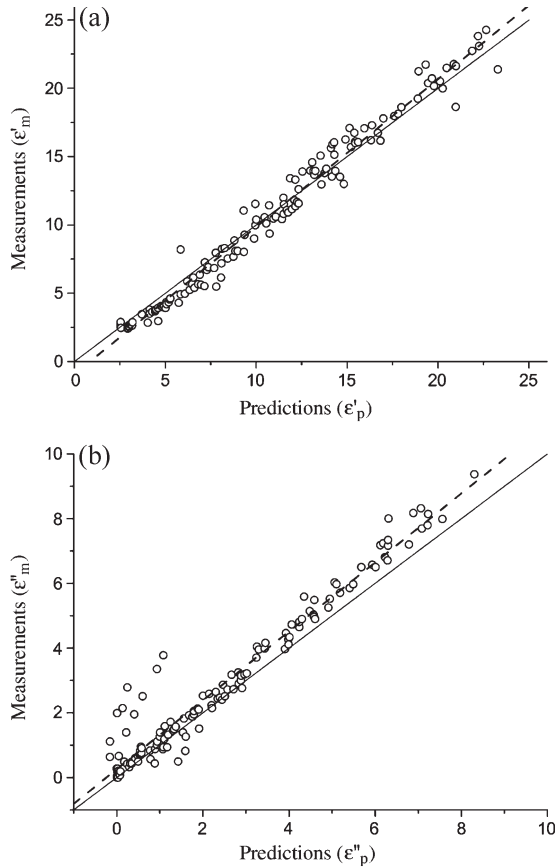 (a)
25
20
15
10
5
0
Measurements (ε'm)
0 5 10 15 20 25
Predictions (ε'p)
(b)
10
8
6
4
2
0
Measurements (ε''m)
0 2 4 6 8 10
Predictions (ε''p)